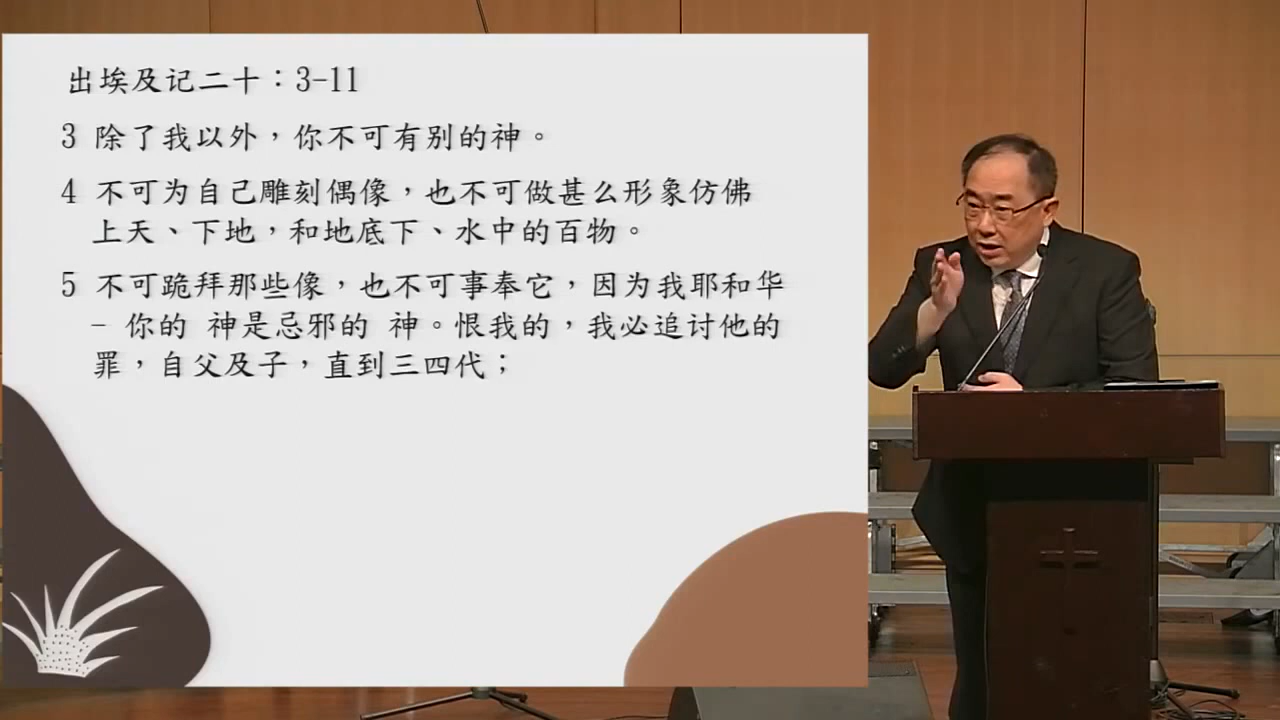 出埃及记二十：3-11
3 除了我以外，你不可有别的神。
4 不可为自己雕刻偶像，也不可做甚么形象仿佛
上天、下地，和地底下、水中的百物。
5 不可跪拜那些像，也不可事奉它，因为我耶和华
- 你的 神是忌邪的 神。恨我的，我必追讨他的
罪，自父及子，直到三四代；